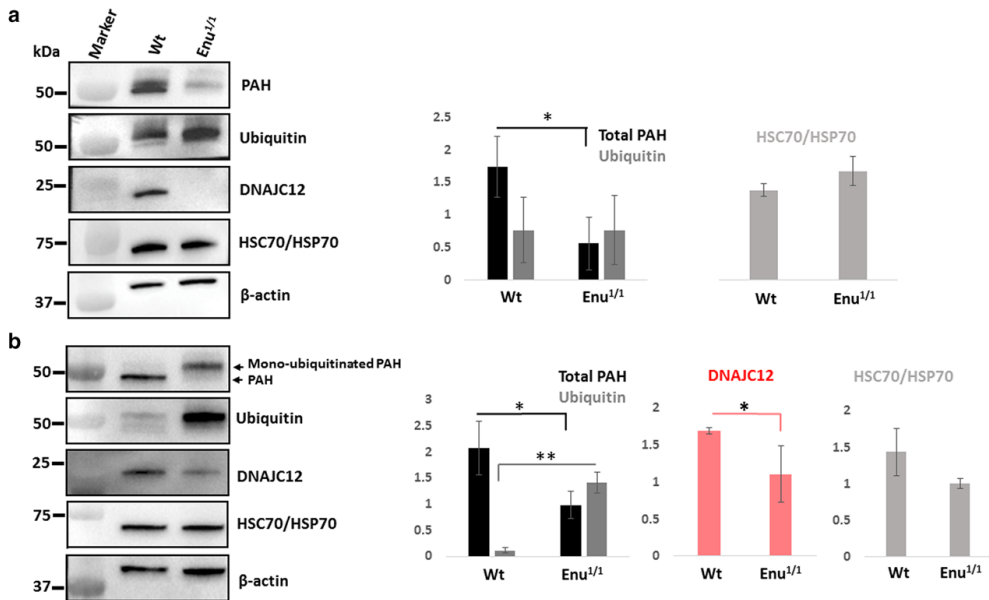 a
kDa
Marker
Wt
Enu1/1
50
PAH
50
Ubiquitin
25
DNAJC12
75
HSC70/HSP70
37
β-actin
2.5
2
1.5
1
0.5
0
*
Total PAH
Ubiquitin
Wt
Enu1/1
HSC70/HSP70
Wt
Enu1/1
b
50
Mono-ubiquitinated PAH
PAH
50
Ubiquitin
25
DNAJC12
75
HSC70/HSP70
37
β-actin
Total PAH
Ubiquitin
3
2.5
2
1.5
1
0.5
0
*
**
Wt
Enu1/1
DNAJC12
2
1.5
1
0.5
0
*
Wt
Enu1/1
HSC70/HSP70
2
1.5
1
0.5
0
Wt
Enu1/1